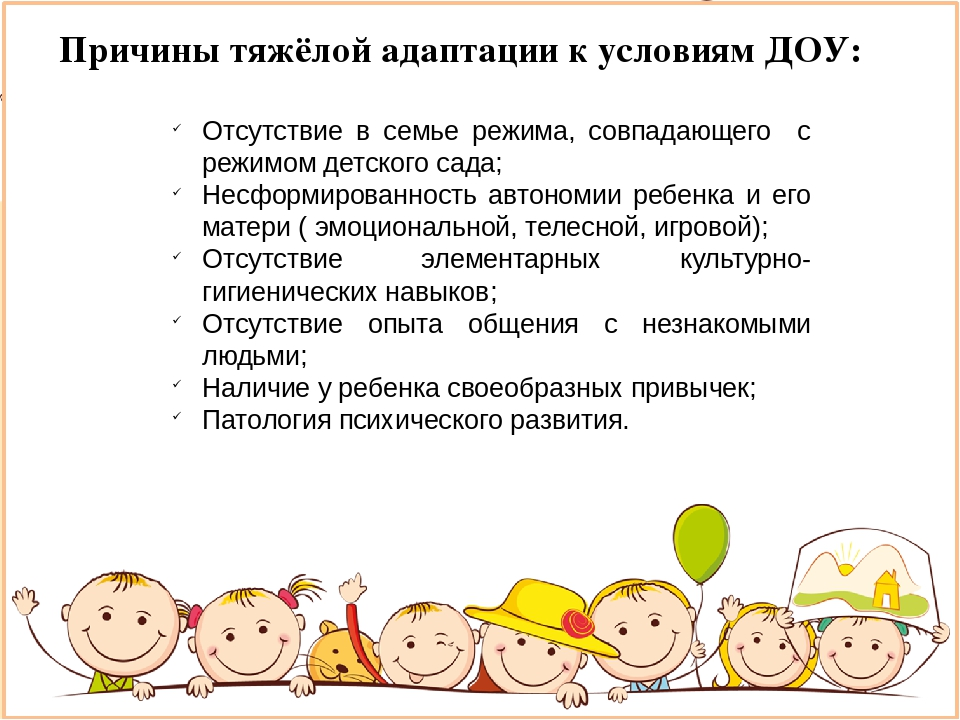 Причины тяжёлой адаптации к условиям ДОУ:
Отсутствие в семье режима, совпадающего с
режимом детского сада;
Несформированность автономии ребенка и его
матери ( эмоциональной, телесной, игровой);
Отсутствие элементарных культурно-
гигиенических навыков;
Отсутствие опыта общения с незнакомыми
людьми;
Наличие у ребенка своеобразных привычек;
Патология психического развития.